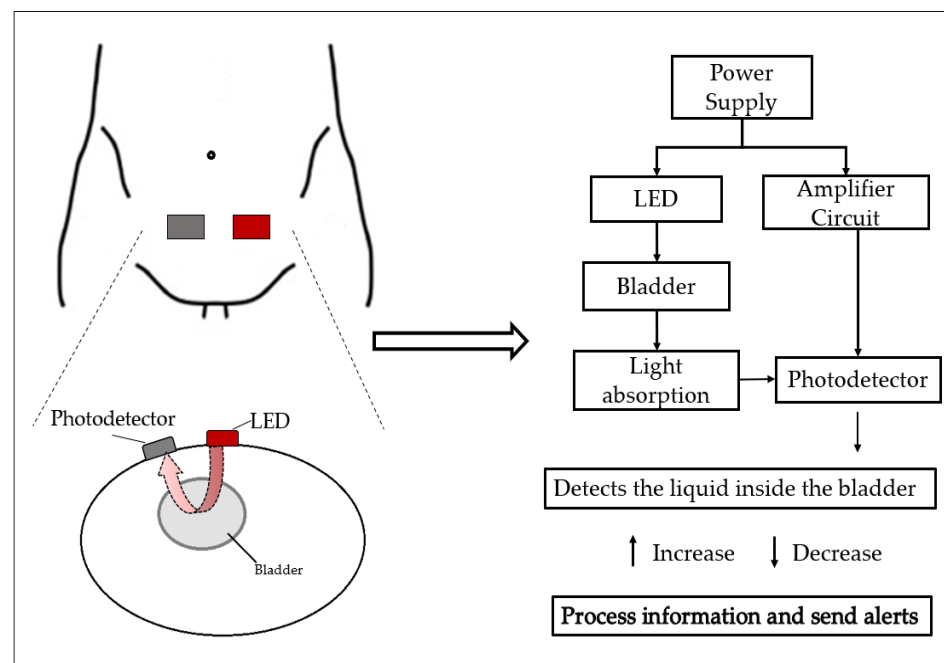 Photodetector
LED
Bladder
Power
Supply
LED
Amplifier
Circuit
Bladder
Light
absorption
Photodetector
Detects the liquid inside the bladder
Increase
Decrease
Process information and send alerts